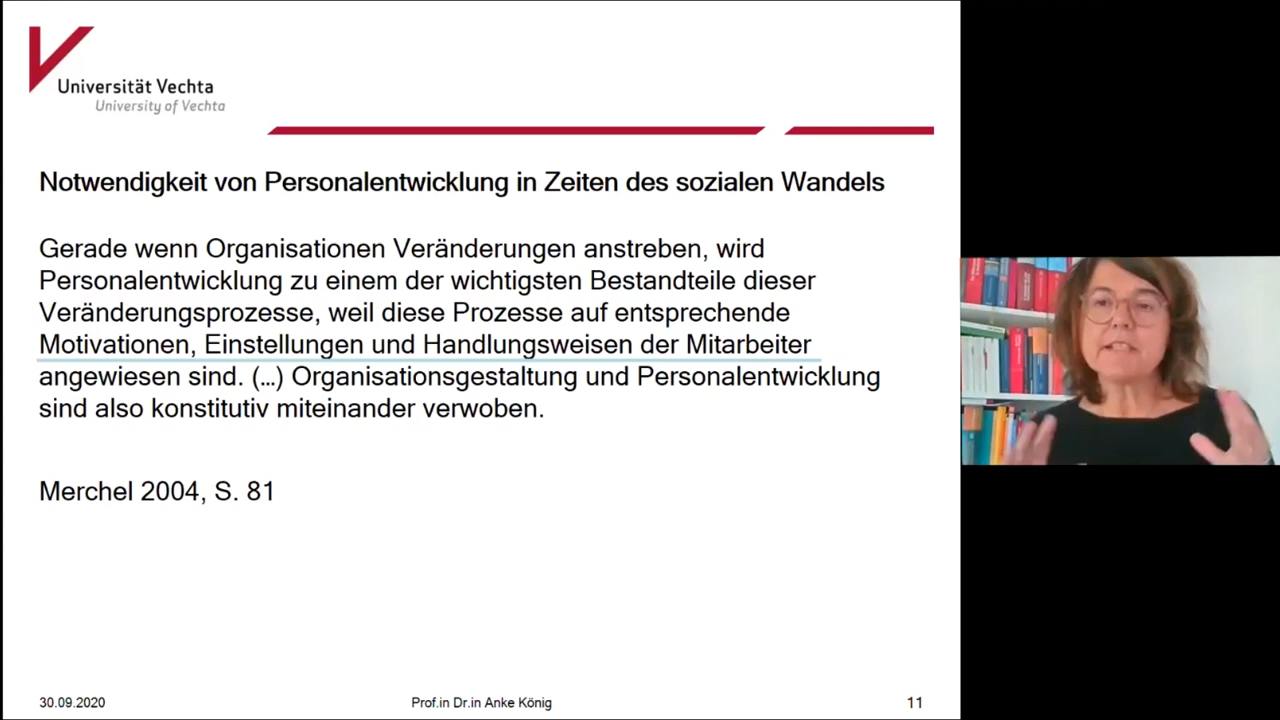 Universität Vechta
University of Vechta
Notwendigkeit von Personalentwicklung in Zeiten des sozialen Wandels
Gerade wenn Organisationen Veränderungen anstreben, wird
Personalentwicklung zu einem der wichtigsten Bestandteile dieser
Veränderungsprozesse, weil diese Prozesse auf entsprechende
Motivationen, Einstellungen und Handlungsweisen der Mitarbeiter
angewiesen sind. (...) Organisationsgestaltung und Personalentwicklung
sind also konstitutiv miteinander verwoben.
Merchel 2004, S. 81
30.09.2020
Prof.in Dr.in Anke König
11